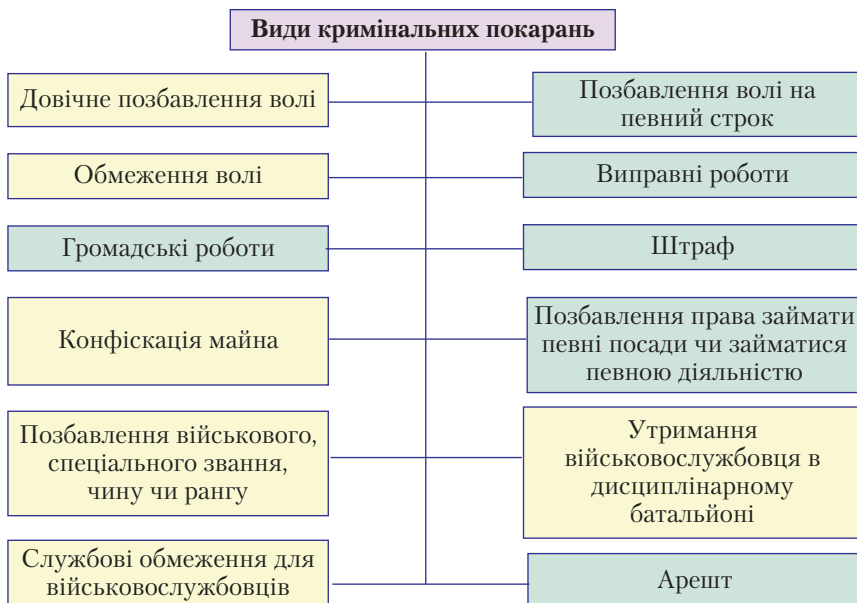 Види кримінальних покарань
Довічне позбавлення волі
Позбавлення волі на
певний строк
Обмеження волі
Виправні роботи
Громадські роботи
Штраф
Конфіскація майна
Позбавлення права займати
певні посади чи займатися
певною діяльністю
Позбавлення військового,
спеціального звання,
чину чи рангу
Утримання
військовослужбовця в
дисциплінарному
батальйоні
Службові обмеження для
військовослужбовців
Арешт